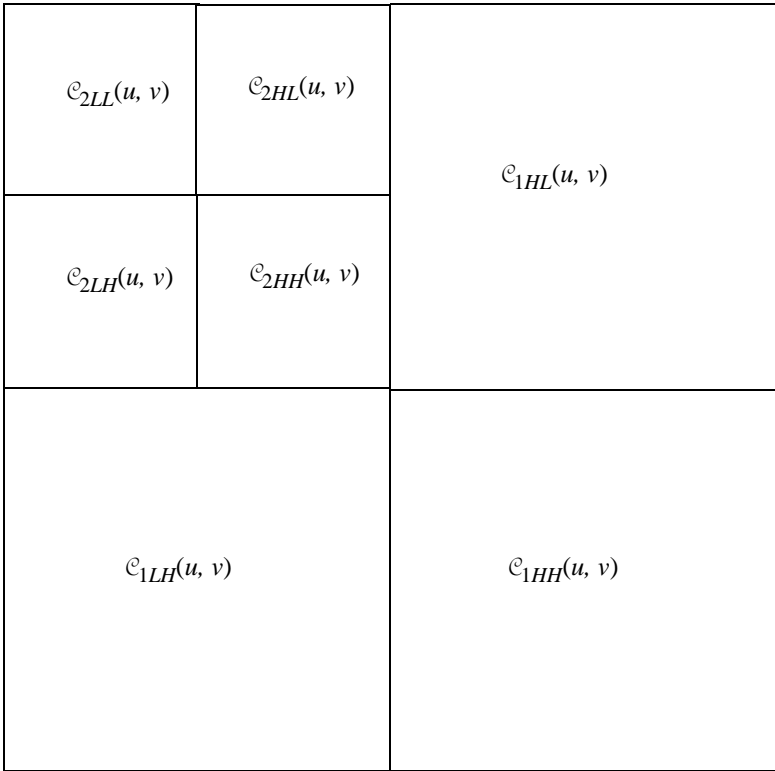 𝒞2LL(u, v)
𝒞2HL(u, v)
𝒞1HL(u, v)
𝒞2LH(u, v)
𝒞2HH(u, v)
𝒞1LH(u, v)
𝒞1HH(u, v)